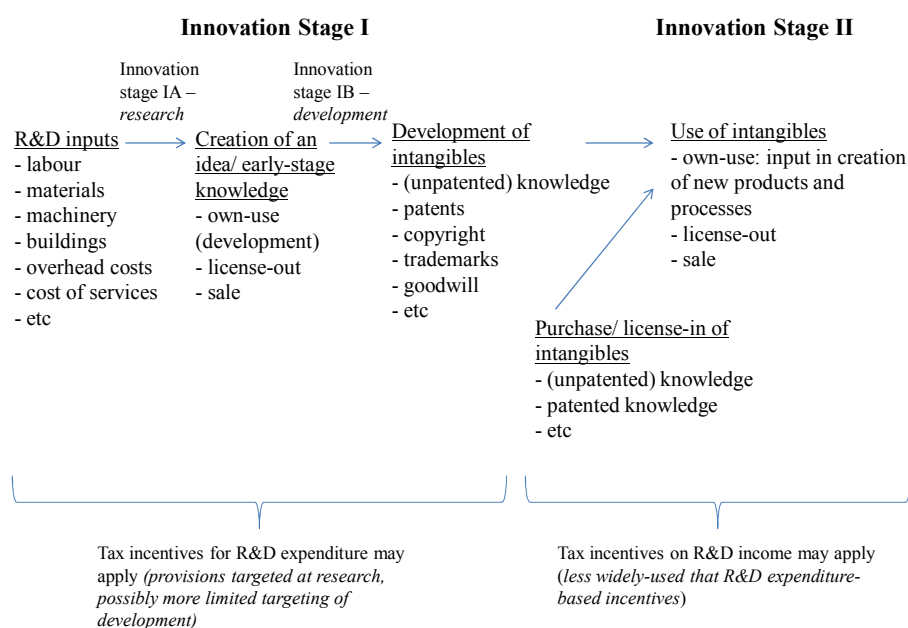 Innovation Stage I
Innovation Stage II
Innovation
stage IA –
research
Innovation
stage IB –
development
R&D inputs
- labour
- materials
- machinery
- buildings
- overhead costs
- cost of services
- etc
Creation of an
idea/ early-stage
knowledge
- own-use
(development)
- license-out
- sale
Development of
intangibles
- (unpatented) knowledge
- patents
- copyright
- trademarks
- goodwill
- etc
Use of intangibles
- own-use: input in creation
of new products and
processes
- license-out
- sale
Purchase/ license-in of
intangibles
- (unpatented) knowledge
- patented knowledge
- etc
Tax incentives for R&D expenditure may
apply (provisions targeted at research,
possibly more limited targeting of
development)
Tax incentives on R&D income may apply
(less widely-used that R&D expenditure-
based incentives)